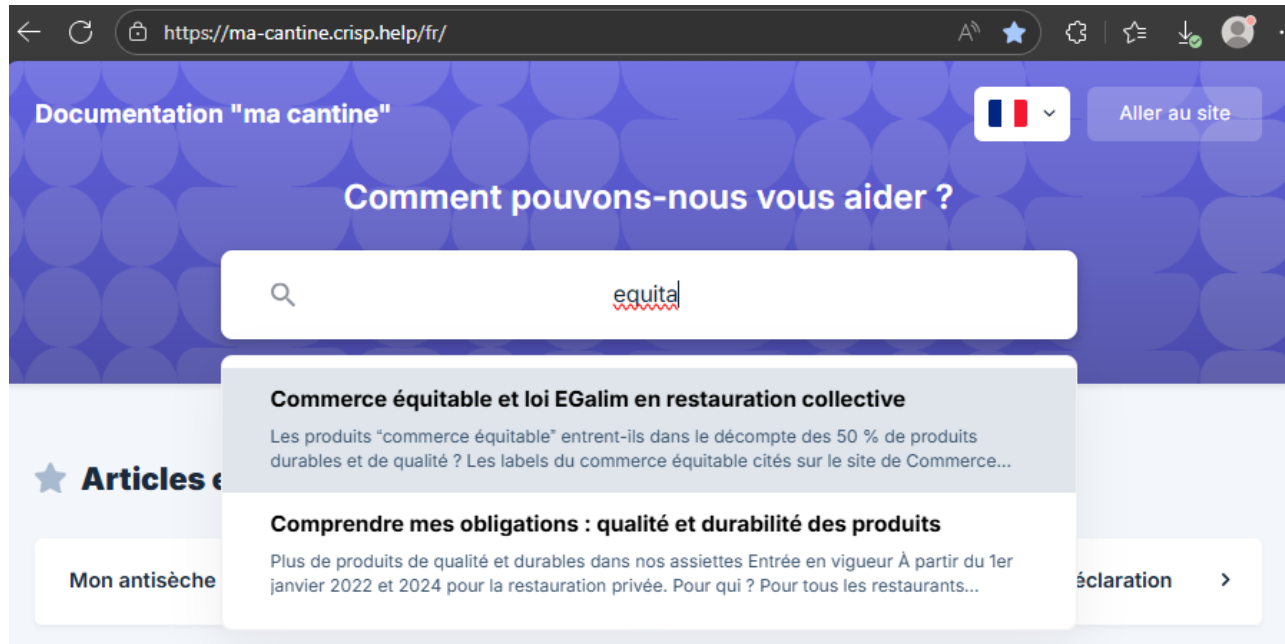 https://ma-cantine.crisp.help/fr/
Documentation "ma cantine"
Aller au site
Comment pouvons-nous vous aider ?
equita
Commerce équitable et loi EGalim en restauration collective
Les produits “commerce équitable” entrent-ils dans le décompte des 50 % de produits
durables et de qualité ? Les labels du commerce équitable cités sur le site de Commerce...
Articles e
Comprendre mes obligations : qualité et durabilité des produits
Plus de produits de qualité et durables dans nos assiettes Entrée en vigueur À partir du 1er
janvier 2022 et 2024 pour la restauration privée. Pour qui ? Pour tous les restaurants...
Mon antisèche
éclaration